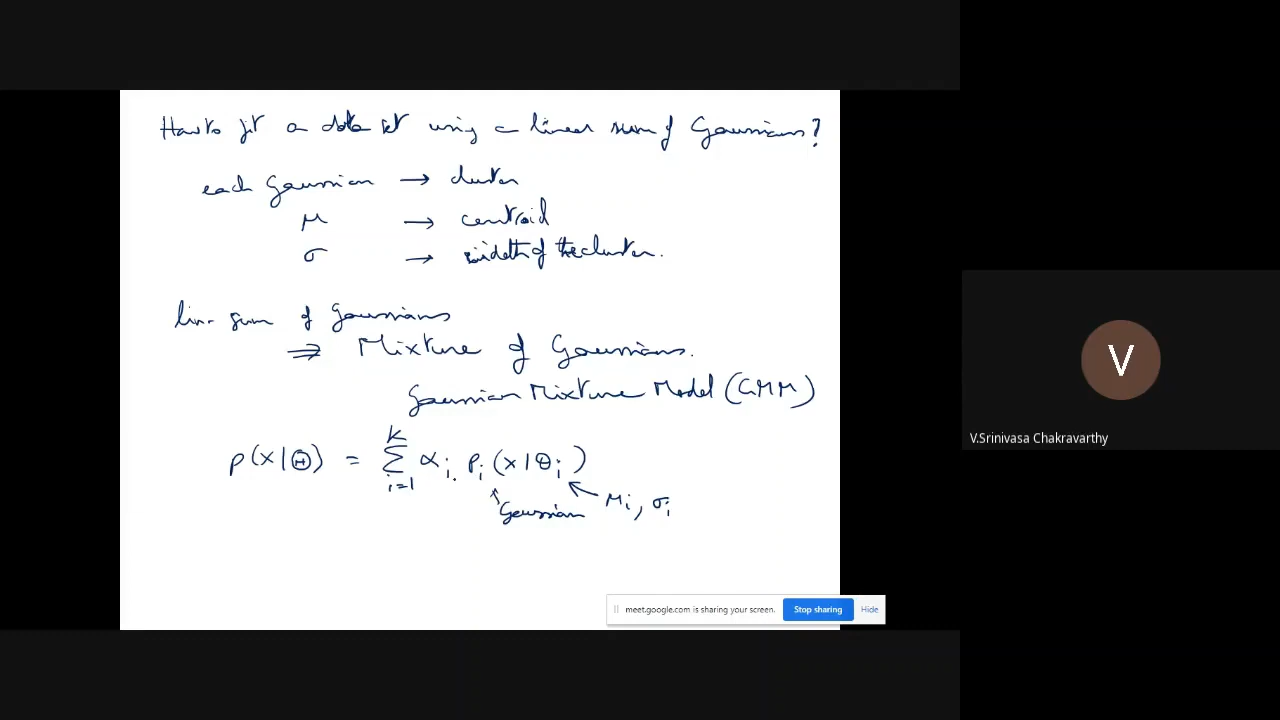 How to fit a data set using a linear sum of Gaussians?
each Gaussian → cluster
μ → centroid
σ → width of the cluster.
lin. sum of Gaussians
⇒ Mixture of Gaussians.
Gaussian Mixture Model (GMM)
p(x|Θ) = Σ_{i=1}^{K} α_i. p_i(x|θ_i)
↑ Gaussian ↖ μ_i, σ_i
meet.google.com is sharing your screen. Stop sharing Hide
V
V.Srinivasa Chakravarthy